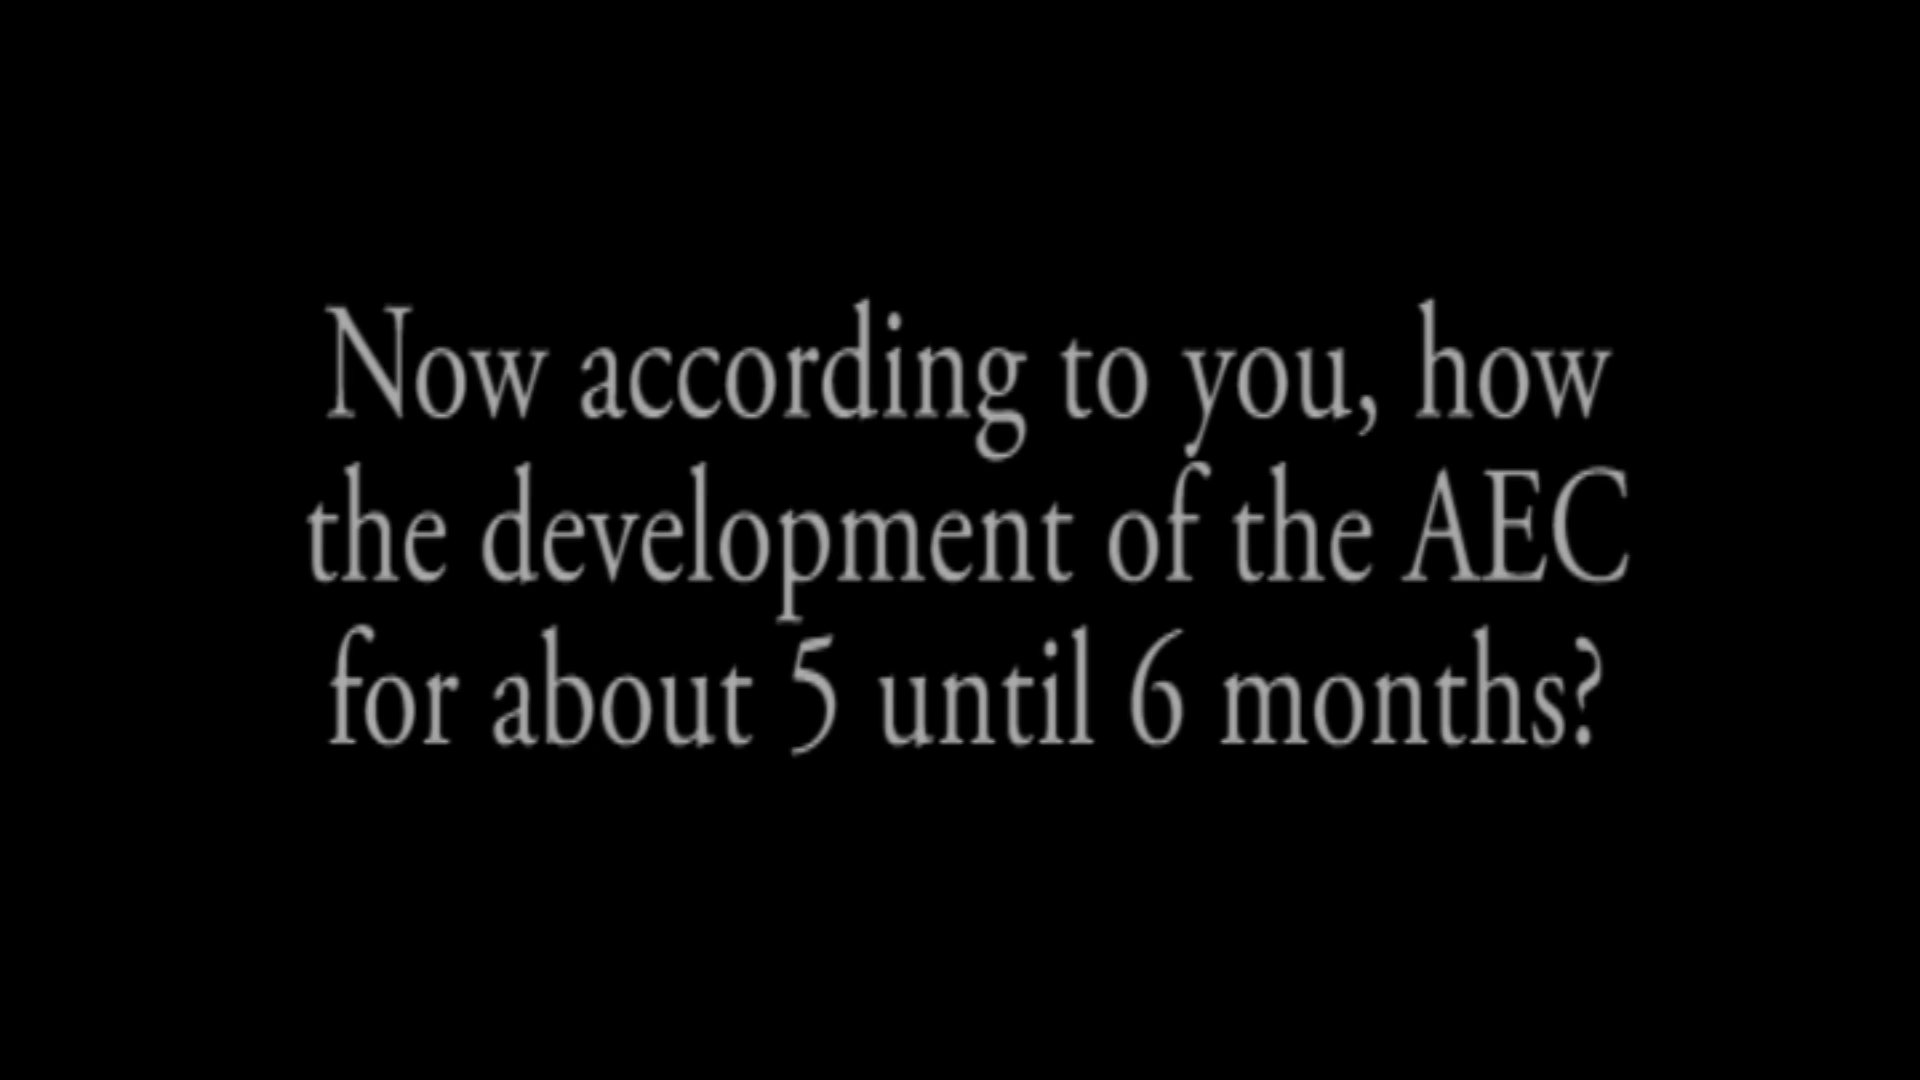 Now according to you, how
the development of the AEC
for about 5 until 6 months?